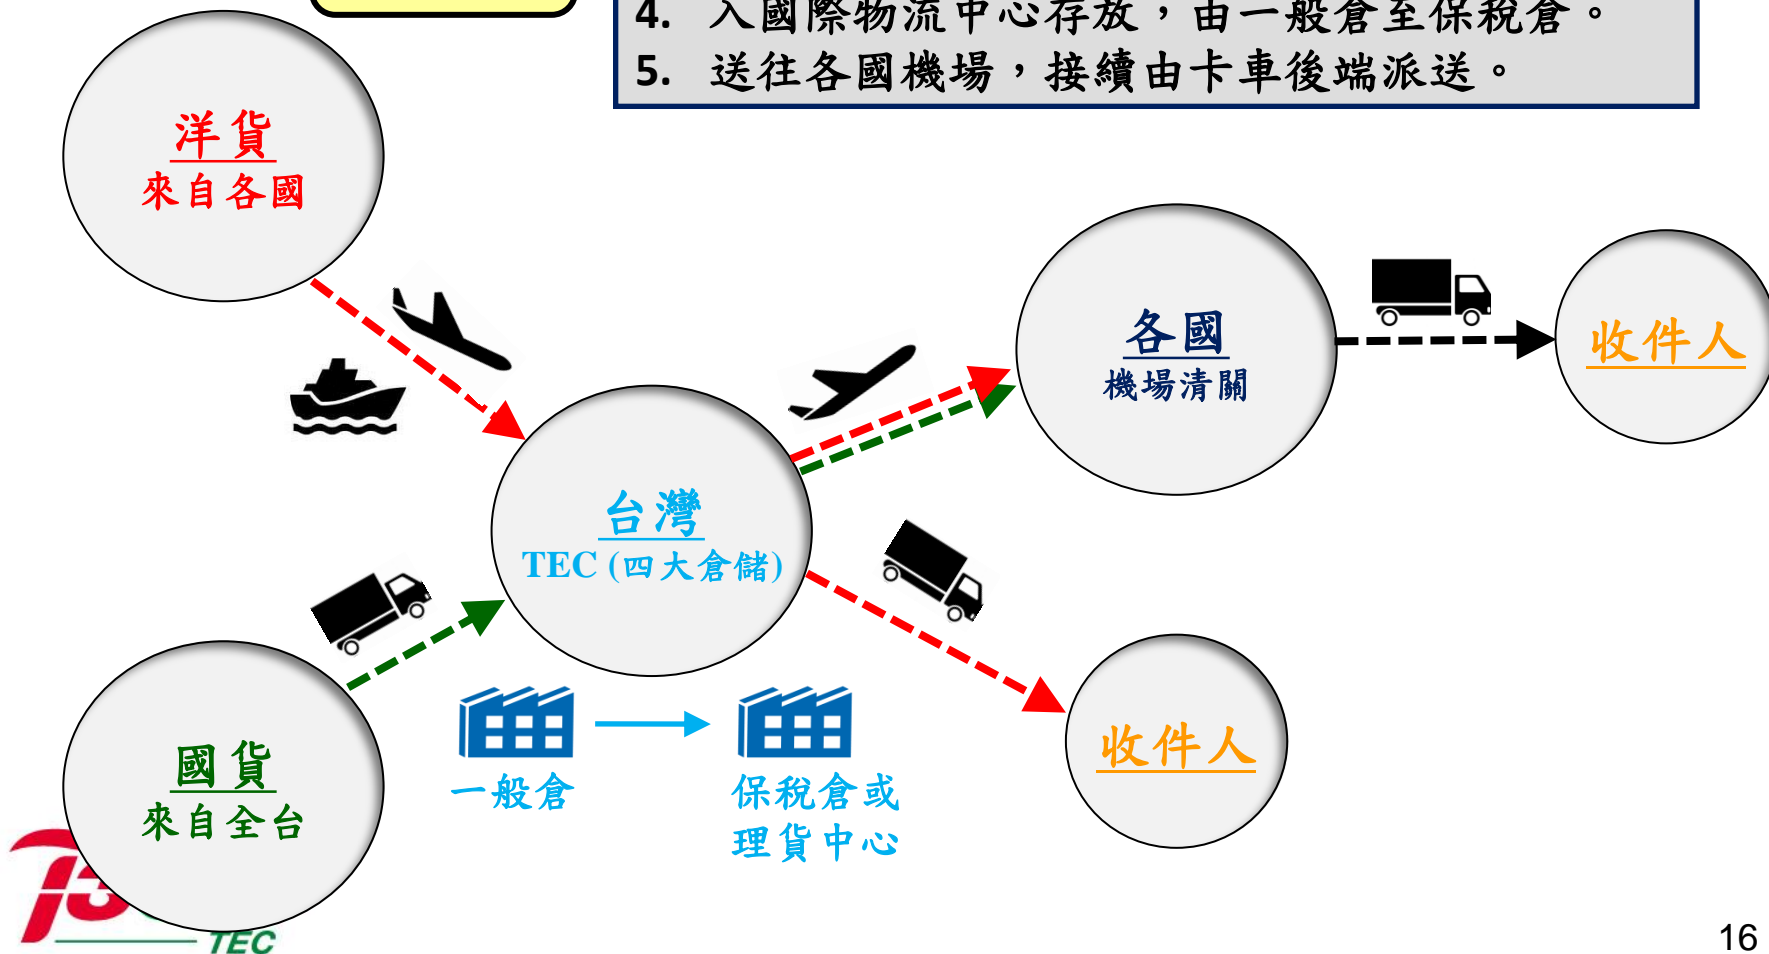 4. 入國際物流中心存放，由一般倉至保稅倉。
5. 送往各國機場，接續由卡車後端派送。
洋貨
來自各國
各國
機場清關
收件人
台灣
TEC (四大倉儲)
收件人
國貨
來自全台
一般倉
保稅倉或
理貨中心
TEC
16